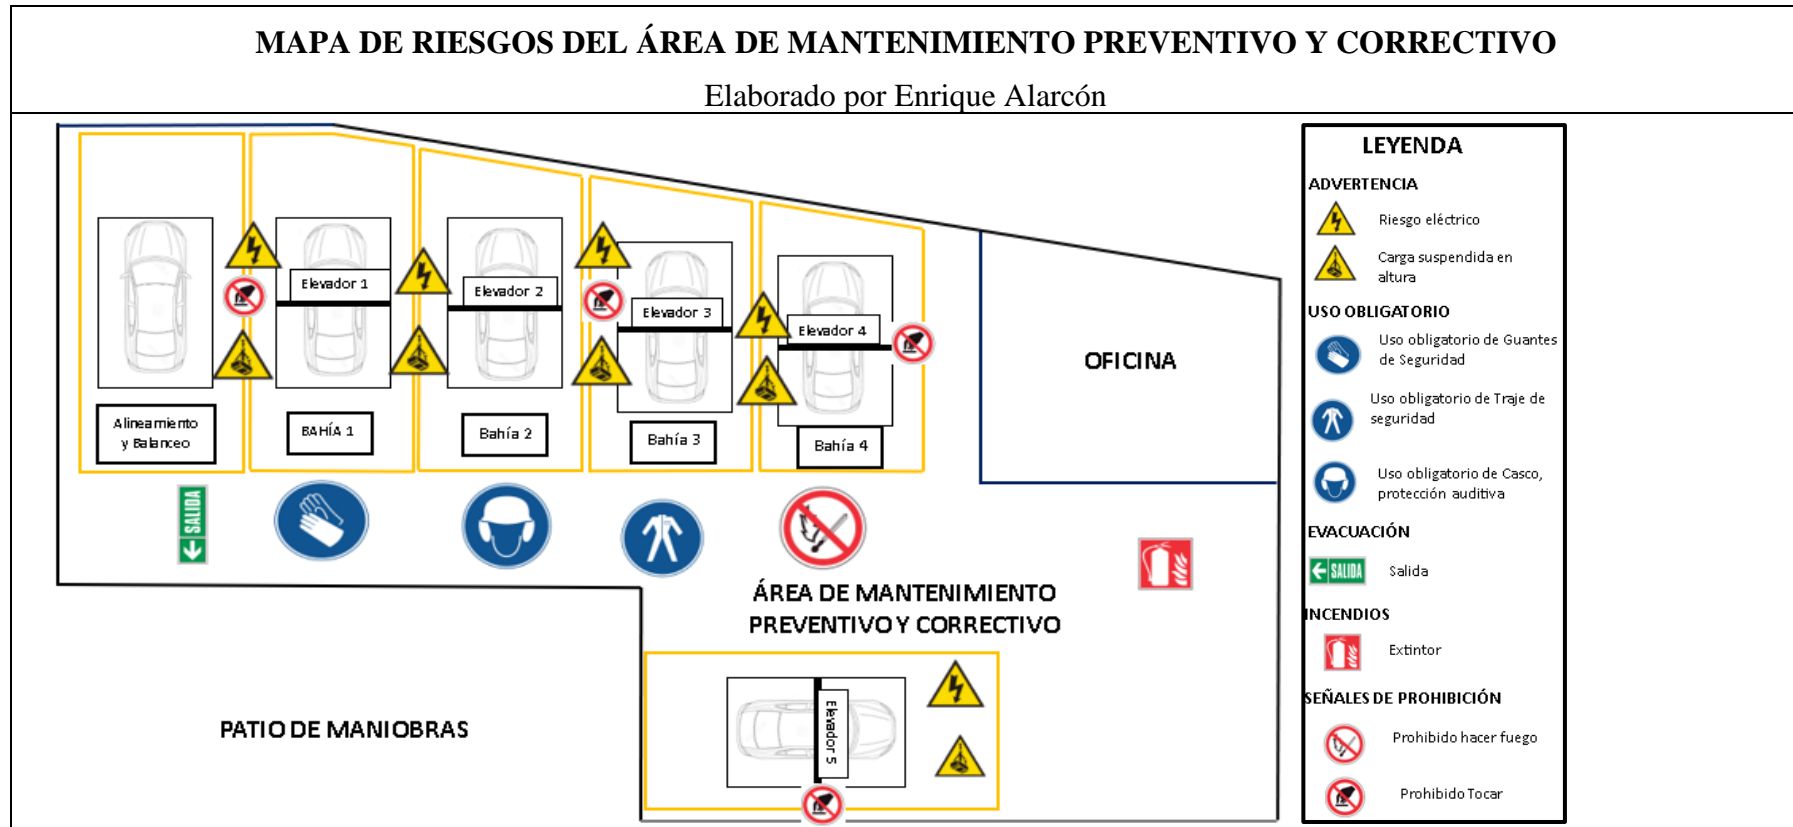 MAPA DE RIESGOS DEL ÁREA DE MANTENIMIENTO PREVENTIVO Y CORRECTIVO
Elaborado por Enrique Alarcón
Elevador 1
Elevador 2
Elevador 3
Elevador 4
Alineamiento
y Balanceo
BAHÍA 1
Bahía 2
Bahía 3
Bahía 4
OFICINA
SALIDA
ÁREA DE MANTENIMIENTO
PREVENTIVO Y CORRECTIVO
PATIO DE MANIOBRAS
Elevador 5
LEYENDA
ADVERTENCIA
Riesgo eléctrico
Carga suspendida en
altura
USO OBLIGATORIO
Uso obligatorio de Guantes
de Seguridad
Uso obligatorio de Traje de
seguridad
Uso obligatorio de Casco,
protección auditiva
EVACUACIÓN
SALIDA
Salida
INCENDIOS
Extintor
SEÑALES DE PROHIBICIÓN
Prohibido hacer fuego
Prohibido Tocar